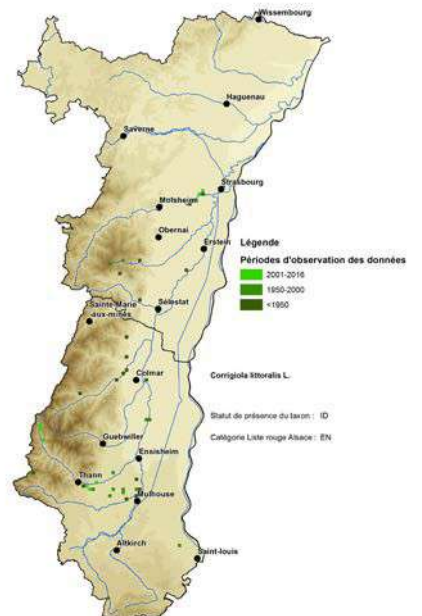 Wissembourg
Haguenau
Saverne
Strasbourg
Molsheim
Obernai
Erstein
Légende
Périodes d'observation des données
2001-2016
1950-2000
<1950
Sainte-Marie
-aux-mines
Sélestat
Colmar
Corrigiola littoralis L.
Statut de présence du taxon : ID
Guebwiller
Catégorie Liste rouge Alsace : EN
Ensisheim
Thann
Mulhouse
Altkirch
Saint-louis